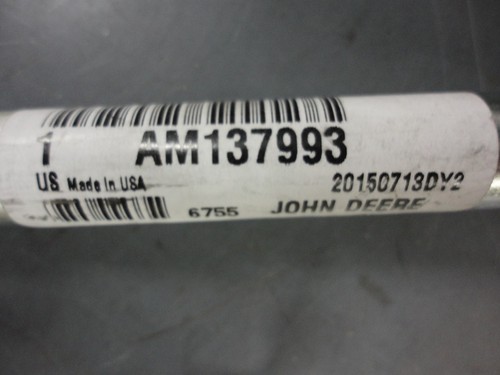 1 AM137993
US Made in USA 20150713DY2
6755 JOHN DEERE